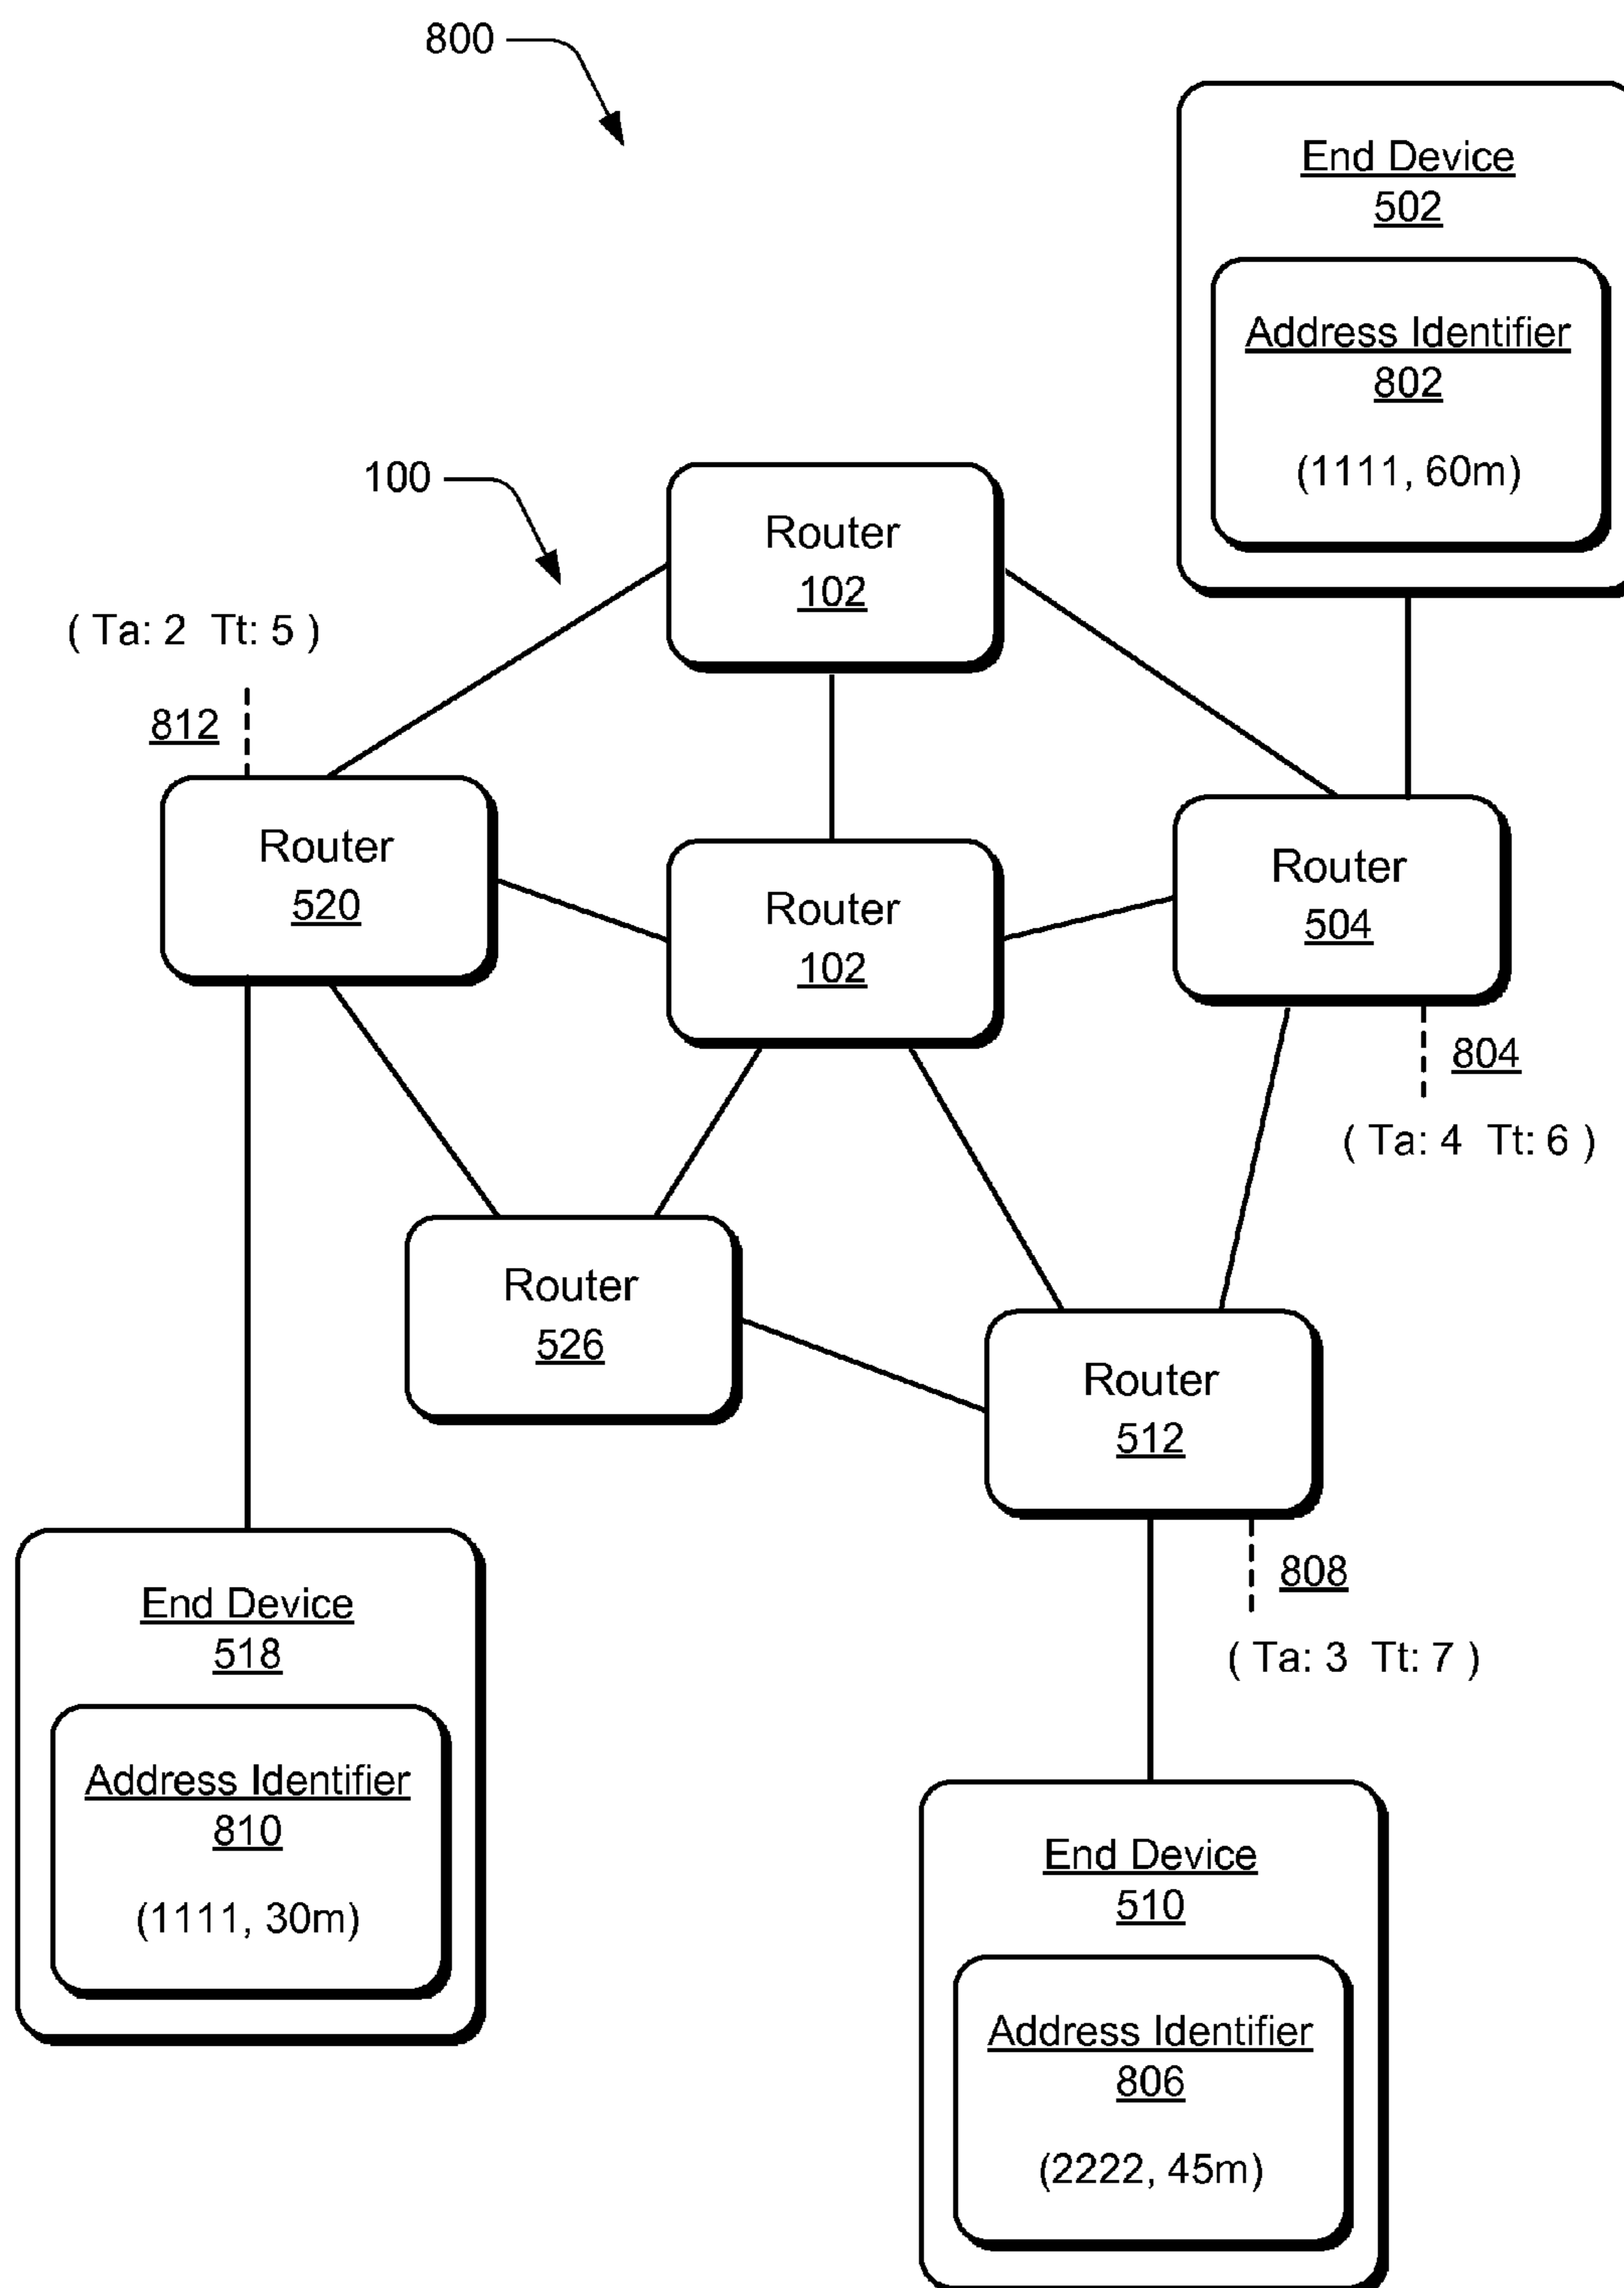 800
End Device
502
Address Identifier
802
(1111, 60m)
100
Router
102
( Ta: 2 Tt: 5 )
812
Router
520
Router
102
Router
504
804
( Ta: 4 Tt: 6 )
Router
526
Router
512
808
( Ta: 3 Tt: 7 )
End Device
518
Address Identifier
810
(1111, 30m)
End Device
510
Address Identifier
806
(2222, 45m)